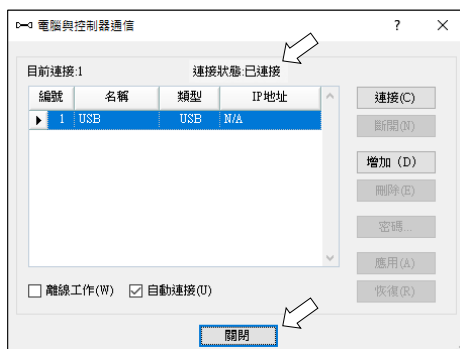 電腦與控制器通信 ?
目前連接:1 連接狀態:已連接
編號 名稱 類型 IP地址
1 USB USB N/A
連接(C)
斷開(N)
增加 (D)
刪除(E)
密碼...
應用(A)
恢復(R)
離線工作(W) 自動連接(U)
關閉